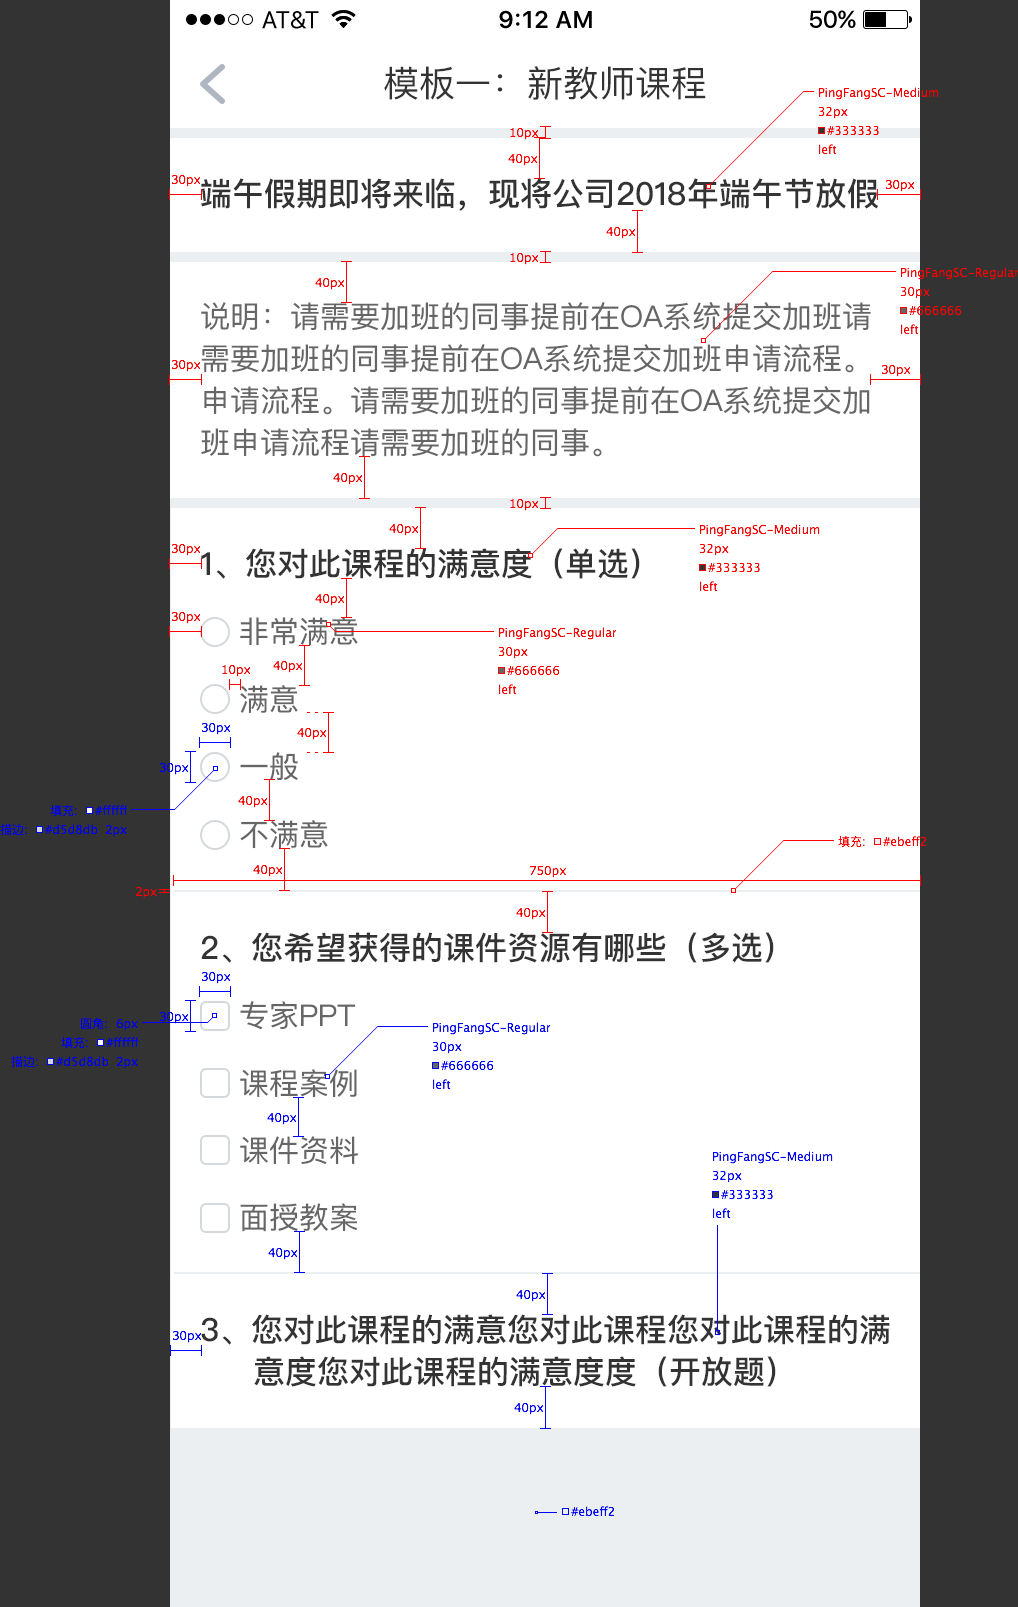 AT&T 9:12 AM 50%
模板一：新教师课程
PingFangSC-Medium
32px
#333333
left
10px
40px
30px
端午假期即将来临，现将公司2018年端午节放假
30px
40px
10px
40px
PingFangSC-Regular
30px
#666666
left
说明：请需要加班的同事提前在OA系统提交加班请
需要加班的同事提前在OA系统提交加班申请流程。
30px
30px
申请流程。请需要加班的同事提前在OA系统提交加
班申请流程请需要加班的同事。
40px
10px
40px
PingFangSC-Medium
32px
#333333
left
30px
1、您对此课程的满意度（单选）
40px
30px
非常满意
PingFangSC-Regular
30px
#666666
left
40px
10px
满意
30px
40px
30px
一般
40px
填充： #ffffff
描边： #d5d8db 2px
不满意
填充： #ebeff2
40px
750px
2px
40px
2、您希望获得的课件资源有哪些（多选）
30px
30px
专家PPT
圆角： 6px
填充： #ffffff
描边： #d5d8db 2px
PingFangSC-Regular
30px
#666666
left
课程案例
40px
课件资料
PingFangSC-Medium
32px
#333333
left
面授教案
40px
40px
30px
3、您对此课程的满意您对此课程您对此课程的满
意度您对此课程的满意度度（开放题）
40px
#ebeff2